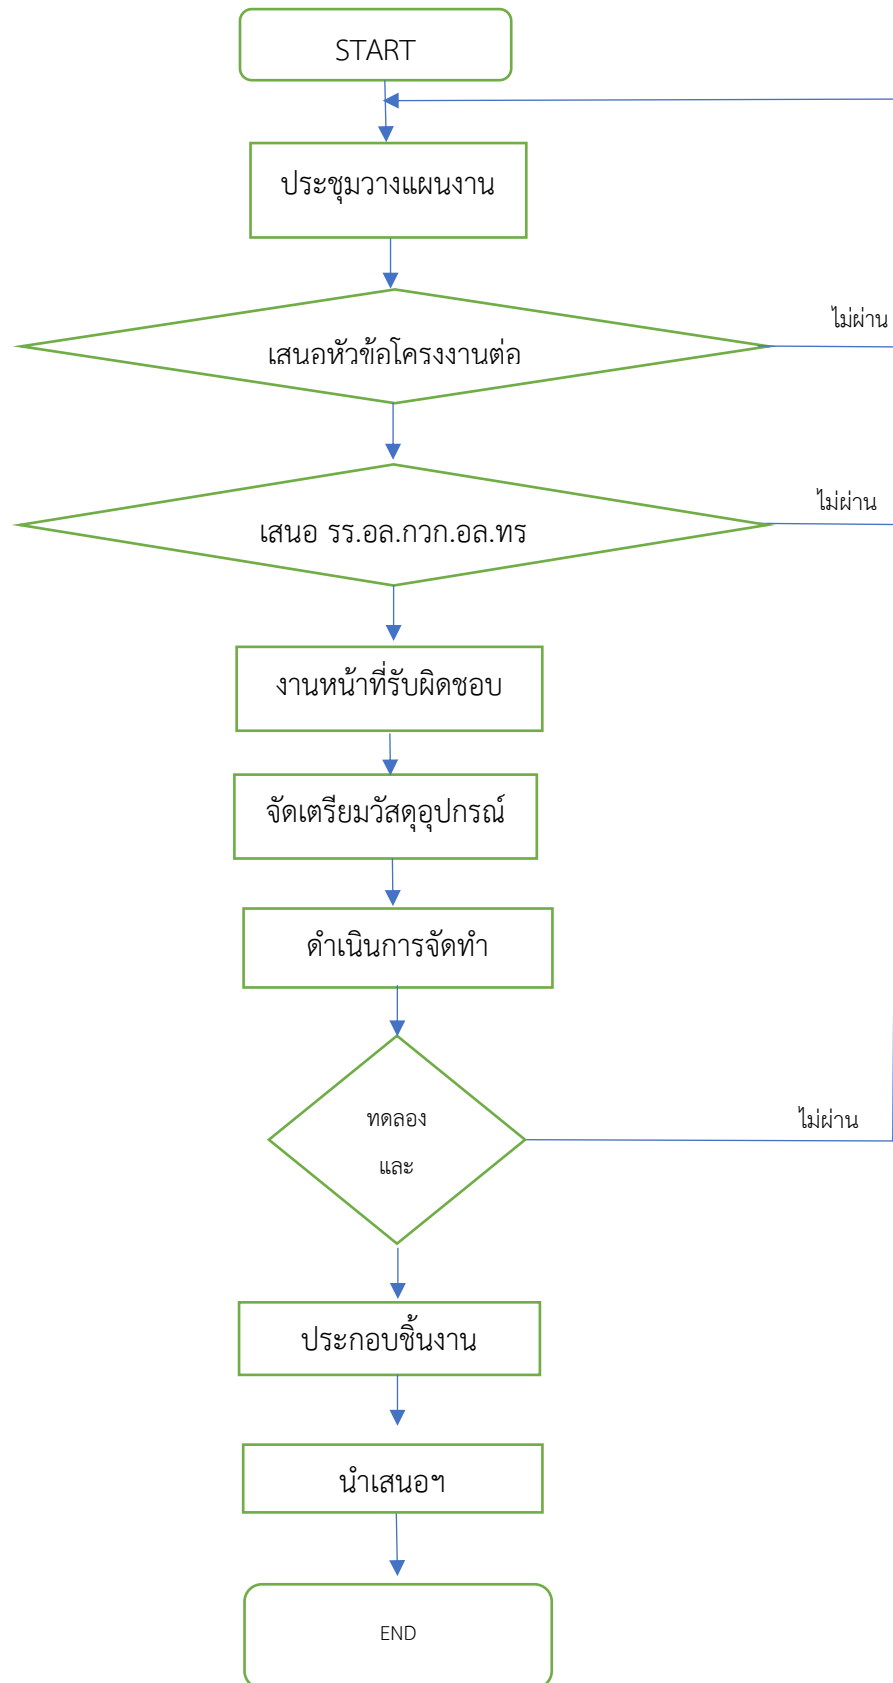 START
ประชุมวางแผนงาน
ไม่ผ่าน
เสนอหัวข้อโครงงานต่อ
ไม่ผ่าน
เสนอ รร.อล.กวก.อล.ทร
งานหน้าที่รับผิดชอบ
จัดเตรียมวัสดุอุปกรณ์
ดำเนินการจัดทำ
ทดลอง
ไม่ผ่าน
และ
ประกอบชิ้นงาน
นำเสนอฯ
END